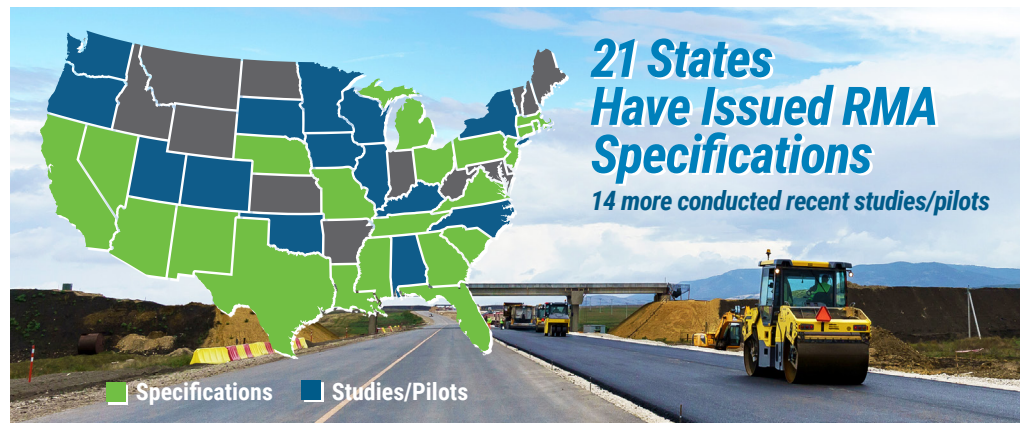 21 States
Have Issued RMA
Specifications
14 more conducted recent studies/pilots
Specifications
Studies/Pilots